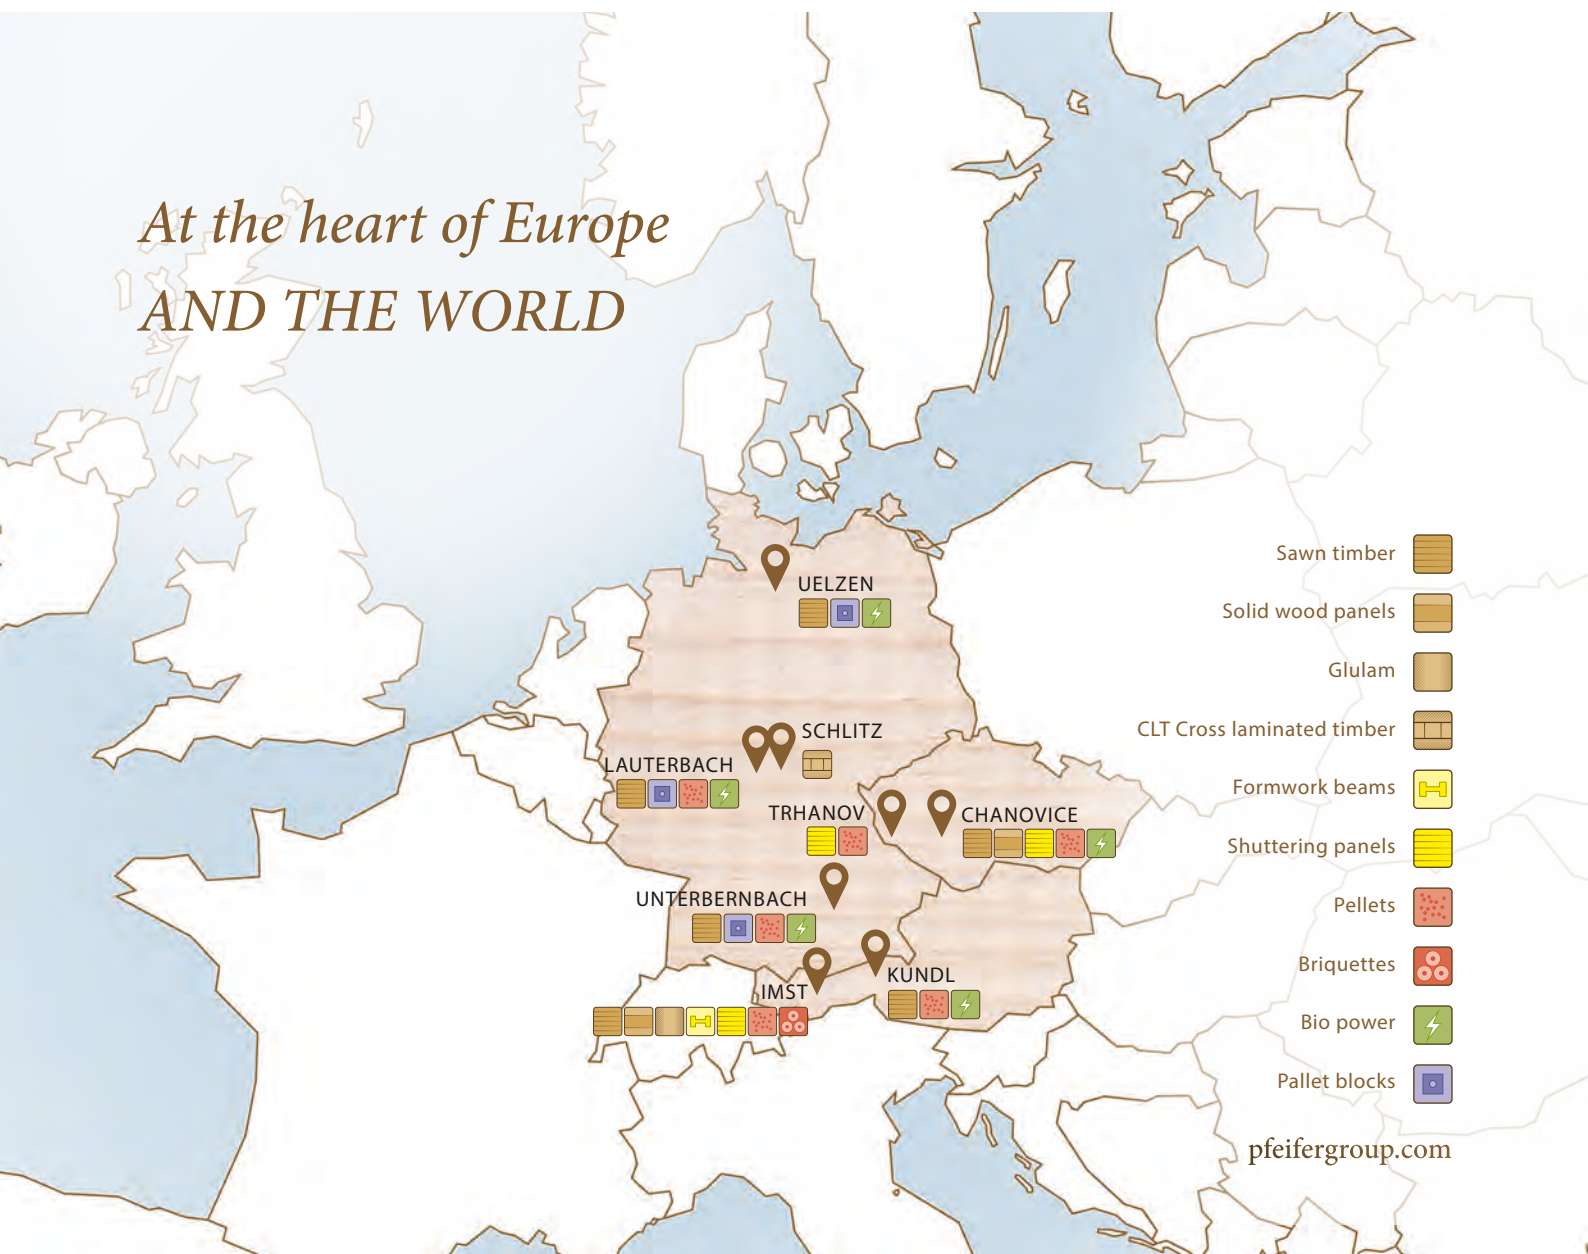 At the heart of Europe
AND THE WORLD
UELZEN
SCHLITZ
LAUTERBACH
TRHANOV
CHANOVICE
UNTERBERNBACH
KUNDL
IMST
Sawn timber
Solid wood panels
Glulam
CLT Cross laminated timber
Formwork beams
Shuttering panels
Pellets
Briquettes
Bio power
Pallet blocks
pfeifergroup.com